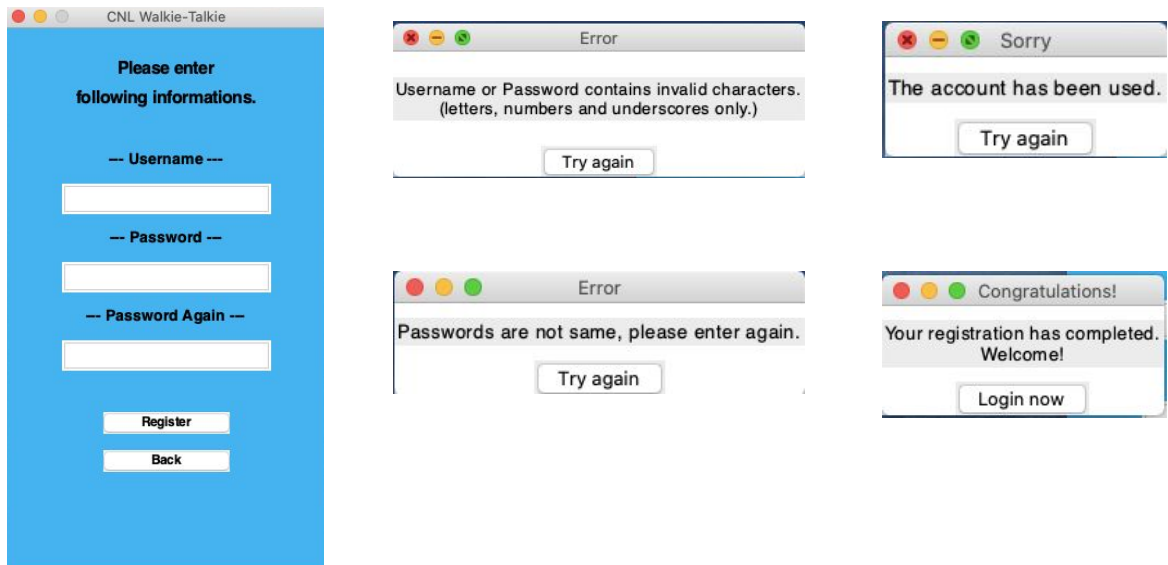 CNL Walkie-Talkie
Please enter
following informations.
--- Username ---
--- Password ---
--- Password Again ---
Register
Back
Error
Username or Password contains invalid characters.
(letters, numbers and underscores only.)
Try again
Sorry
The account has been used.
Try again
Error
Passwords are not same, please enter again.
Try again
Congratulations!
Your registration has completed.
Welcome!
Login now